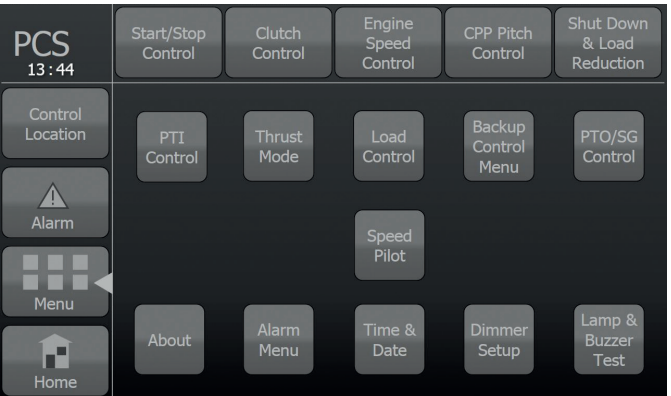 PCS
13:44
Start/Stop
Control
Clutch
Control
Engine
Speed
Control
CPP Pitch
Control
Shut Down
& Load
Reduction
Control
Location
Alarm
Menu
Home
PTI
Control
Thrust
Mode
Load
Control
Backup
Control
Menu
PTO/SG
Control
Speed
Pilot
About
Alarm
Menu
Time &
Date
Dimmer
Setup
Lamp &
Buzzer
Test